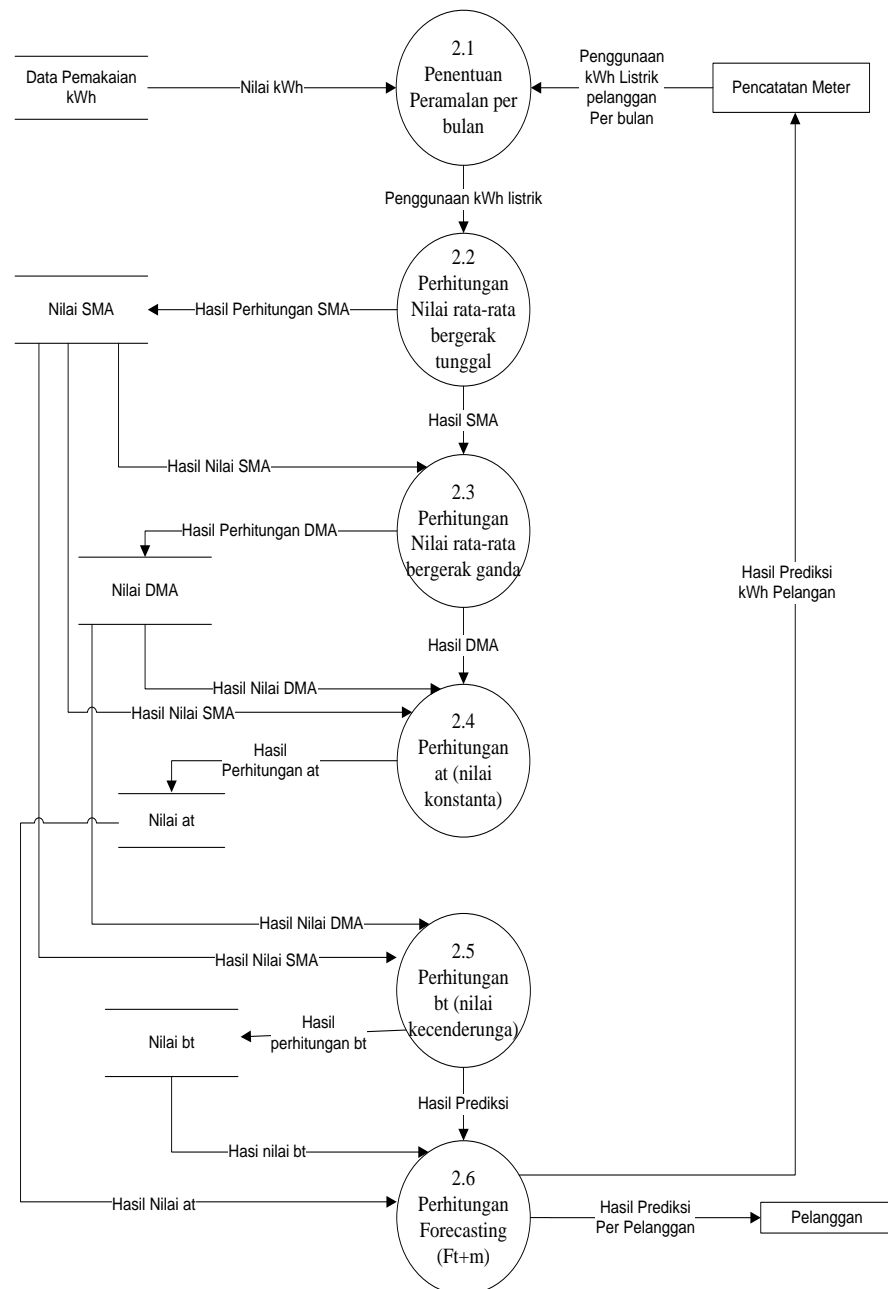 2.1
Penentuan
Peramalan per
bulan
Data Pemakaian
kWh
Nilai kWh
Penggunaan
kWh Listrik
pelanggan
Per bulan
Pencatatan Meter
Penggunaan kWh listrik
2.2
Perhitungan
Nilai rata-rata
bergerak
tunggal
Nilai SMA
Hasil Perhitungan SMA
Hasil SMA
Hasil Nilai SMA
2.3
Perhitungan
Nilai rata-rata
bergerak ganda
Hasil Perhitungan DMA
Nilai DMA
Hasil Prediksi
kWh Pelangan
Hasil DMA
Hasil Nilai DMA
Hasil Nilai SMA
2.4
Perhitungan
at (nilai
konstanta)
Hasil
Perhitungan at
Nilai at
Hasil Nilai DMA
Hasil Nilai SMA
2.5
Perhitungan
bt (nilai
kecenderunga)
Hasil
perhitungan bt
Nilai bt
Hasil Prediksi
Hasi nilai bt
Hasil Nilai at
2.6
Perhitungan
Forecasting
(Ft+m)
Hasil Prediksi
Per Pelanggan
Pelanggan